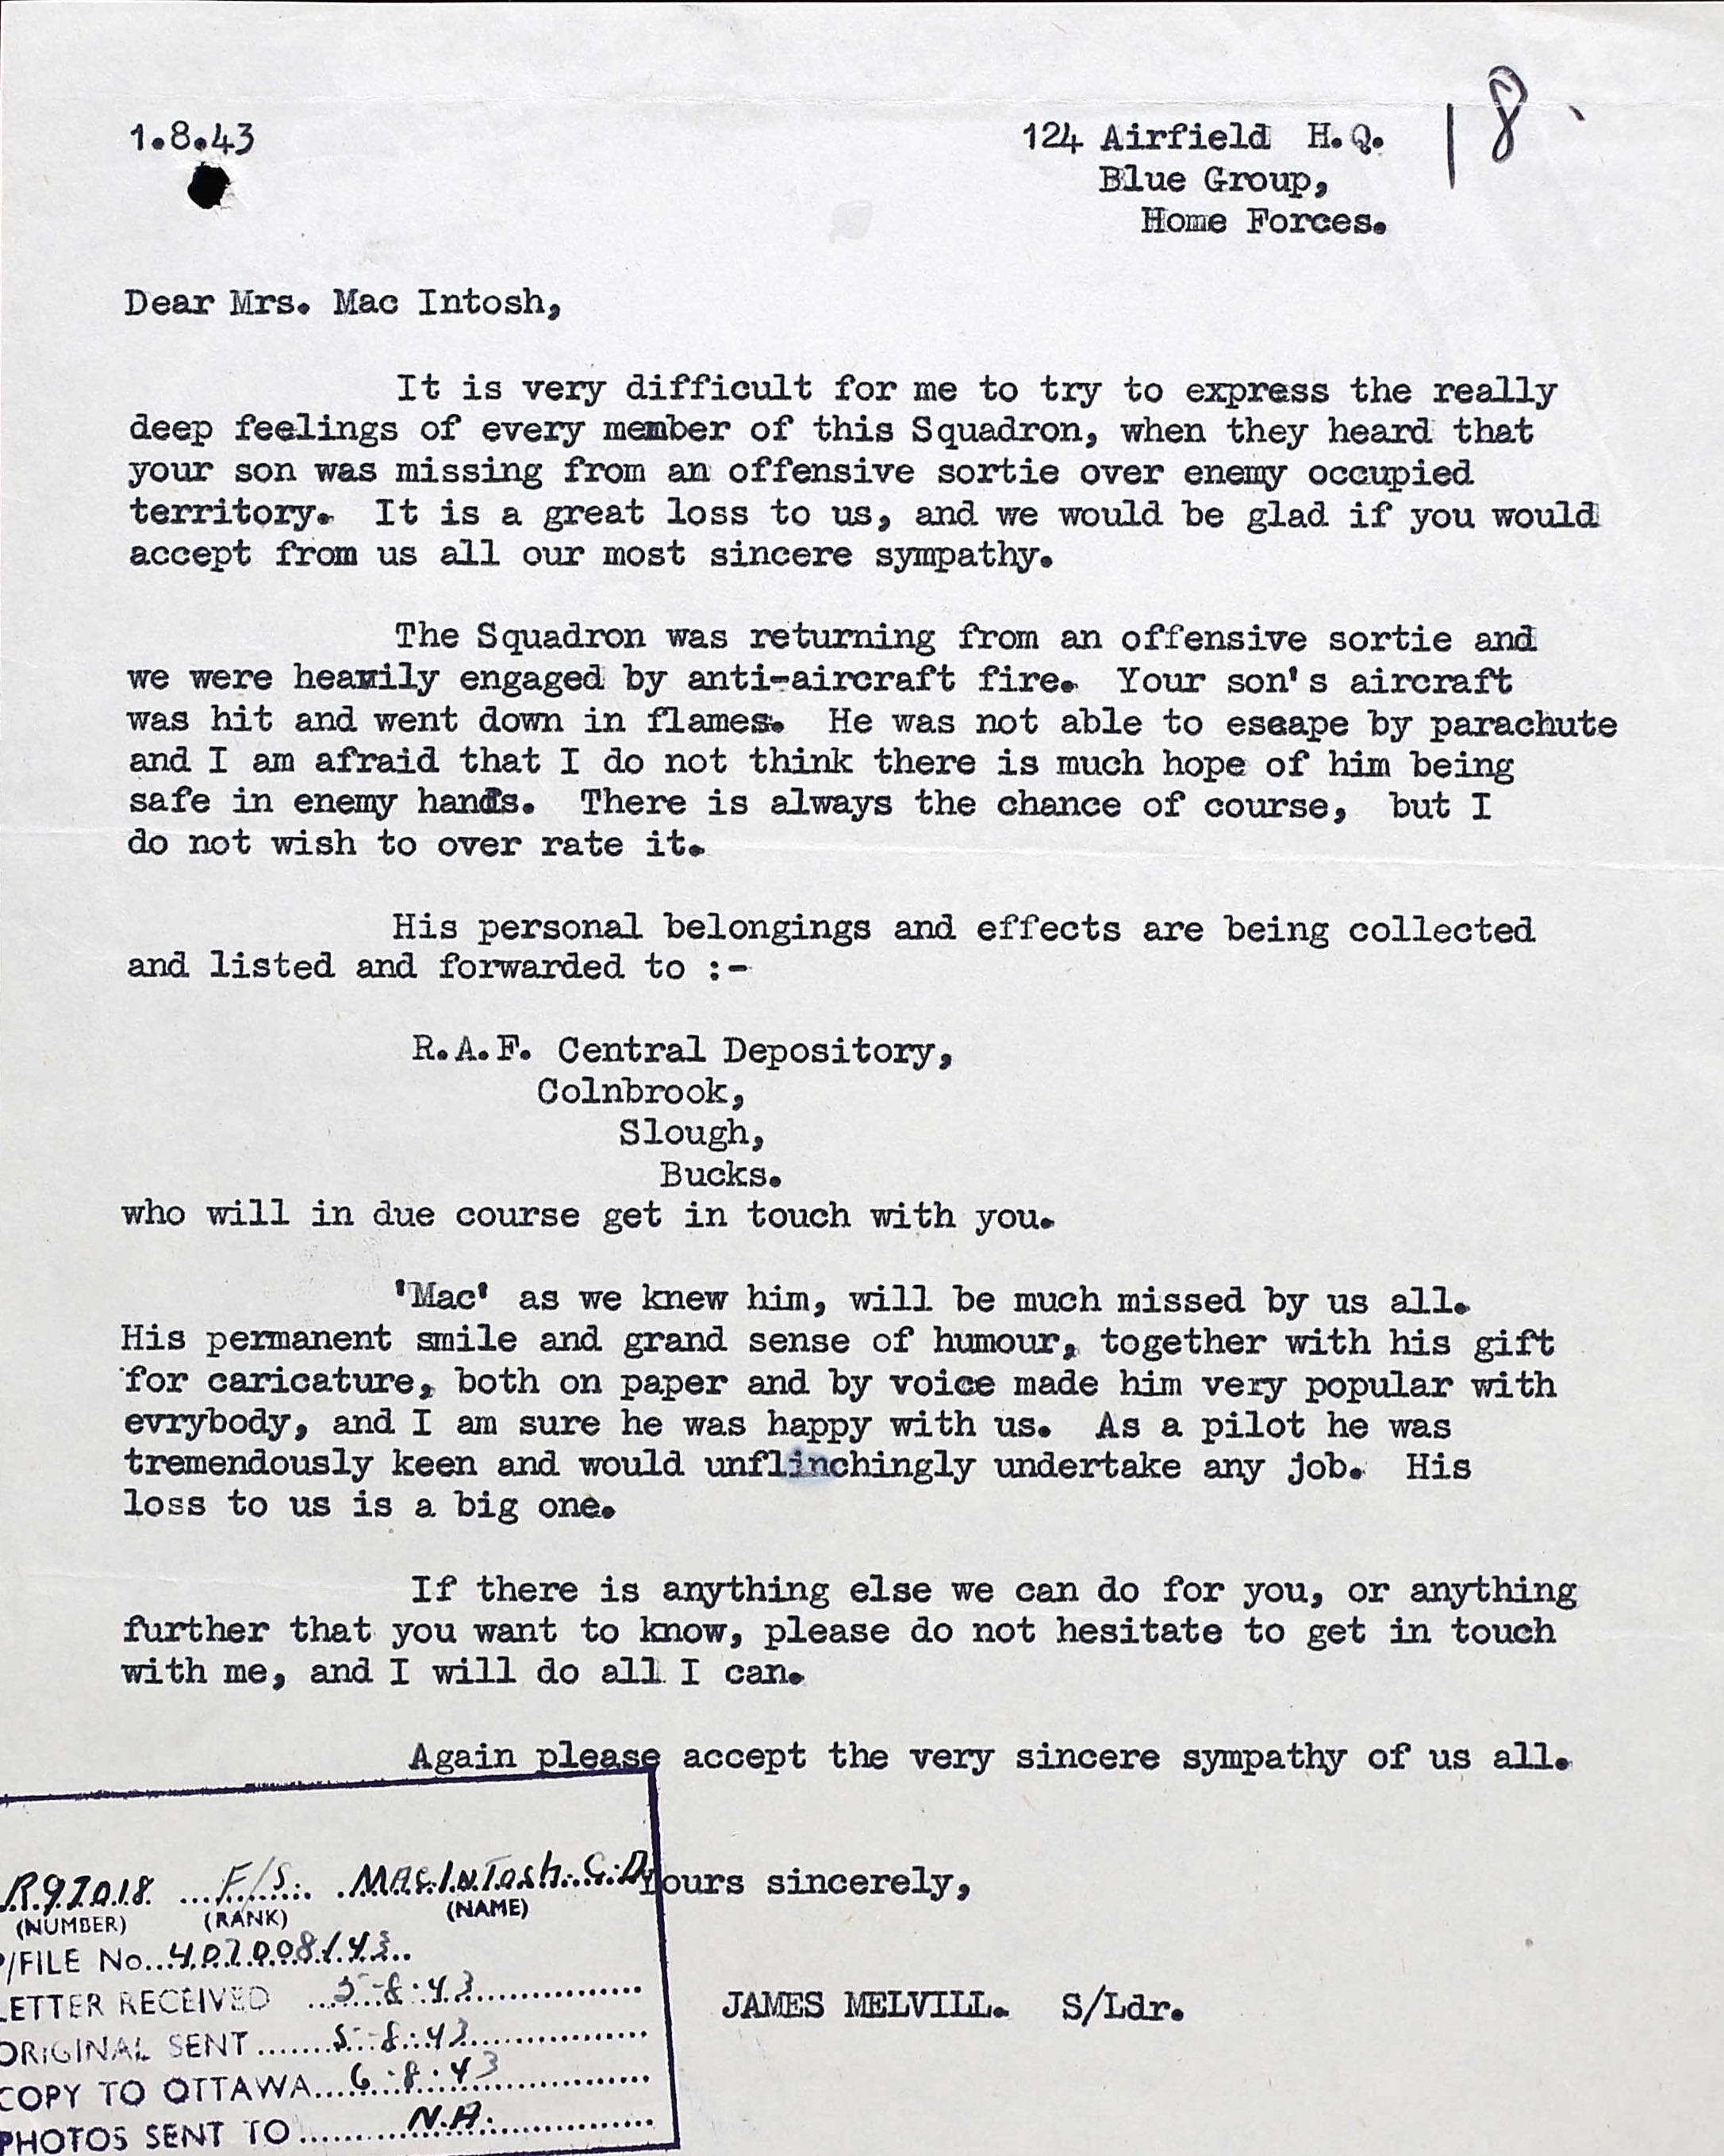 1.8.43
124 Airfield H.Q.
18
Blue Group,
Home Forces.
Dear Mrs. Mac Intosh,
It is very difficult for me to try to express the really
deep feelings of every member of this Squadron, when they heard that
your son was missing from an offensive sortie over enemy occupied
territory. It is a great loss to us, and we would be glad if you would
accept from us all our most sincere sympathy.
The Squadron was returning from an offensive sortie and
we were heavily engaged by anti-aircraft fire. Your son's aircraft
was hit and went down in flames. He was not able to escape by parachute
and I am afraid that I do not think there is much hope of him being
safe in enemy hands. There is always the chance of course, but I
do not wish to over rate it.
His personal belongings and effects are being collected
and listed and forwarded to :-
R.A.F. Central Depository,
Colnbrook,
Slough,
Bucks.
who will in due course get in touch with you.
'Mac' as we knew him, will be much missed by us all.
His permanent smile and grand sense of humour, together with his gift
for caricature, both on paper and by voice made him very popular with
evrybody, and I am sure he was happy with us. As a pilot he was
tremendously keen and would unflinchingly undertake any job. His
loss to us is a big one.
If there is anything else we can do for you, or anything
further that you want to know, please do not hesitate to get in touch
with me, and I will do all I can.
Again please accept the very sincere sympathy of us all.
Yours sincerely,
JAMES MELVILL. S/Ldr.
R97018 F/S. MACINTosh. C.D
(NUMBER) (RANK) (NAME)
P/FILE No...407008/43..
LETTER RECEIVED ...5-8-43...
ORIGINAL SENT ...5-8-43...
COPY TO OTTAWA...6-8-43...
PHOTOS SENT TO...N.A....